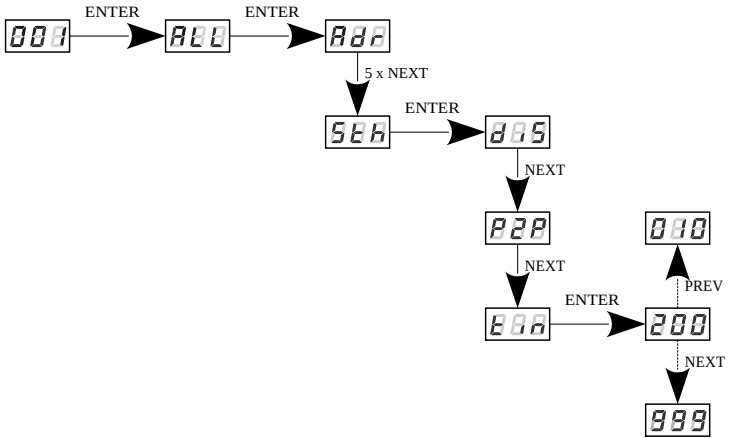 ENTER ENTER
001 ALL Adr
5 x NEXT
ENTER
Sth diS
NEXT
P2P 010
NEXT
PREV
ENTER
tin 200
NEXT
999